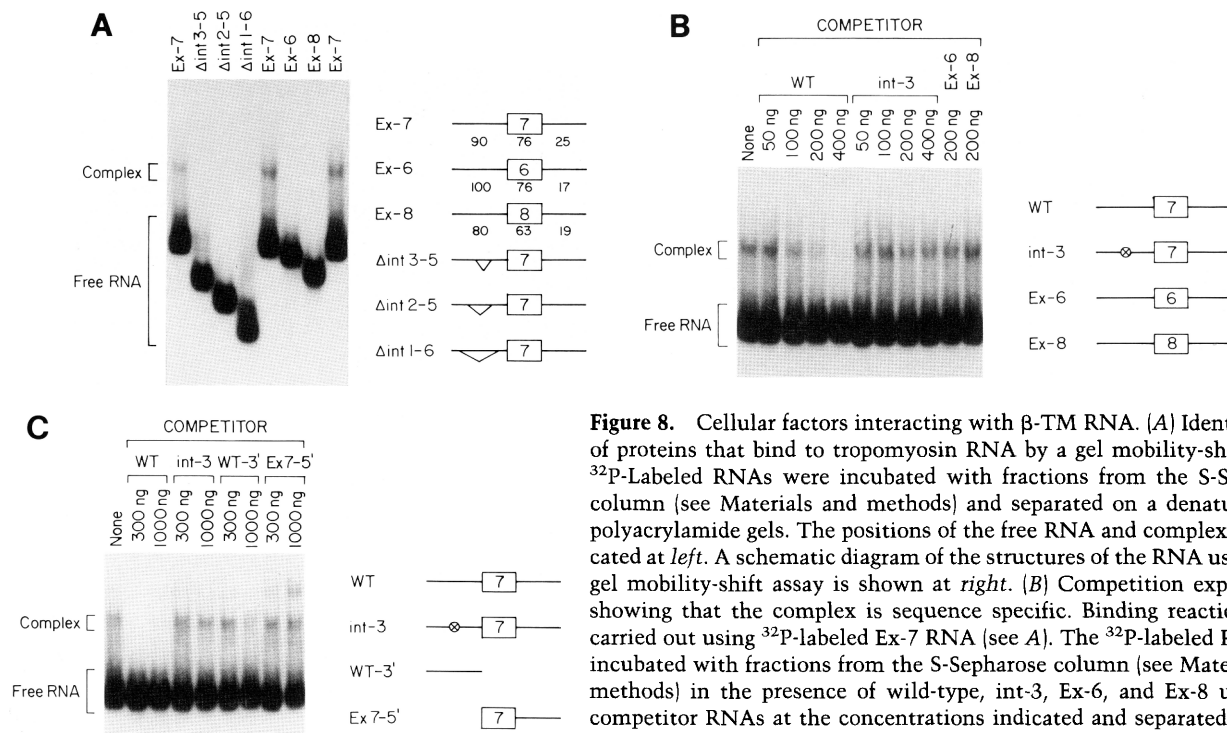 A
Ex-7
Δint 3-5
Δint 2-5
Δint 1-6
Ex-7
Ex-6
Ex-8
Ex-7
Complex
Free RNA
Ex-7
7
90 76 25
Ex-6
6
100 76 17
Ex-8
8
80 63 19
Δint 3-5
7
Δint 2-5
7
Δint 1-6
7
B
COMPETITOR
WT
int-3
Ex-6
Ex-8
None
50 ng
100 ng
200 ng
400 ng
50 ng
100 ng
200 ng
400 ng
200 ng
200 ng
Complex
Free RNA
WT
7
int-3
7
Ex-6
6
Ex-8
8
C
COMPETITOR
WT int-3 WT-3' Ex7-5'
None
300 ng
1000 ng
300 ng
1000 ng
300 ng
1000 ng
300 ng
1000 ng
Complex
Free RNA
WT
7
int-3
7
WT-3'
Ex 7-5'
7
Figure 8. Cellular factors interacting with β-TM RNA. (A) Ident
of proteins that bind to tropomyosin RNA by a gel mobility-sh
³²P-Labeled RNAs were incubated with fractions from the S-S
column (see Materials and methods) and separated on a denatu
polyacrylamide gels. The positions of the free RNA and complex
cated at left. A schematic diagram of the structures of the RNA us
gel mobility-shift assay is shown at right. (B) Competition exp
showing that the complex is sequence specific. Binding reactio
carried out using ³²P-labeled Ex-7 RNA (see A). The ³²P-labeled
incubated with fractions from the S-Sepharose column (see Mate
methods) in the presence of wild-type, int-3, Ex-6, and Ex-8 u
competitor RNAs at the concentrations indicated and separated